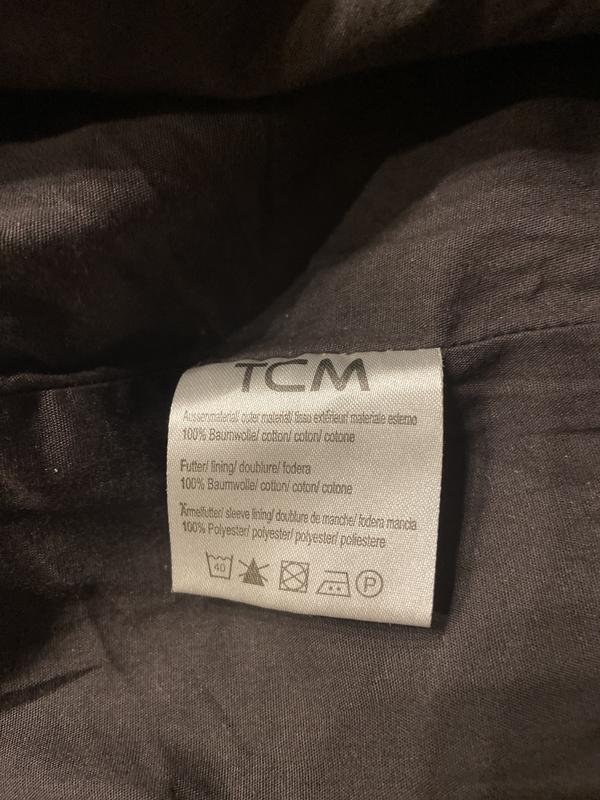 TCM
Aussenmaterial/ outer material/ tissu extérieur/ materiale esterno
100% Baumwolle/ cotton/ coton/ cotone
Futter/ lining/ doublure/ fodera
100% Baumwolle/ cotton/ coton/ cotone
Ärmelfutter/ sleeve lining/ doublure de manche/ fodera mancia
100% Polyester/ polyester/ polyester/ poliestere
40 P